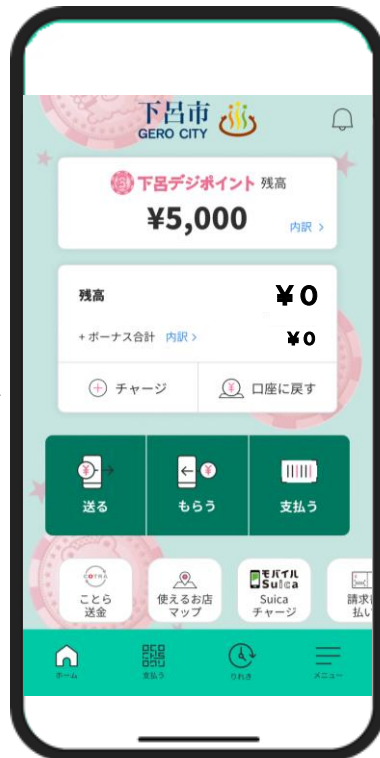 下呂市
GERO CITY
下呂デジポイント 残高
¥5,000
内訳 >
残高
¥0
+ ボーナス合計 内訳 >
¥0
チャージ
口座に戻す
送る
もらう
支払う
COTRA
ことら
送金
使えるお店
マップ
モバイル
Suica
Suica
チャージ
請求
払い
ホーム
支払う
りれき
メニュー